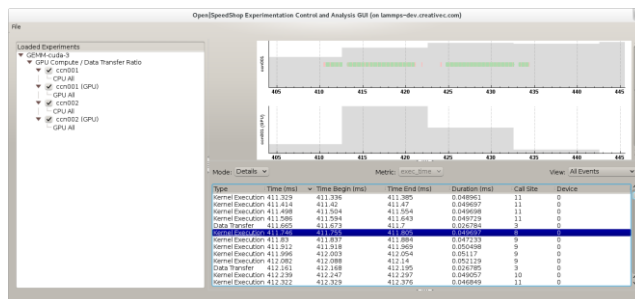 Open|SpeedShop Experimentation Control and Analysis GUI (on lammps-dev.creativec.com)
File
Loaded Experiments
GEMM-cuda-3
GPU Compute / Data Transfer Ratio
ccn001
CPU All
ccn001 (GPU)
GPU All
ccn002
CPU All
ccn002 (GPU)
GPU All
ccn001
405 410 415 420 425 430 435 440 445
ccn001 (GPU)
405 410 415 420 425 430 435 440 445
Mode: Details Metric: exec_time View: All Events
Type Time (ms) Time Begin (ms) Time End (ms) Duration (ms) Call Site Device
Kernel Execution 411.329 411.336 411.385 0.048961 11 0
Kernel Execution 411.414 411.42 411.47 0.049697 11 0
Kernel Execution 411.498 411.504 411.554 0.049698 11 0
Kernel Execution 411.586 411.594 411.643 0.049729 11 0
Data Transfer 411.665 411.673 411.7 0.026784 3 0
Kernel Execution 411.746 411.755 411.805 0.049697 8 0
Kernel Execution 411.83 411.837 411.884 0.047233 9 0
Kernel Execution 411.912 411.918 411.969 0.050498 9 0
Kernel Execution 411.996 412.003 412.054 0.05117 9 0
Kernel Execution 412.082 412.088 412.14 0.052129 9 0
Data Transfer 412.161 412.168 412.195 0.026785 3 0
Kernel Execution 412.239 412.247 412.297 0.049057 10 0
Kernel Execution 412.322 412.329 412.376 0.046849 11 0